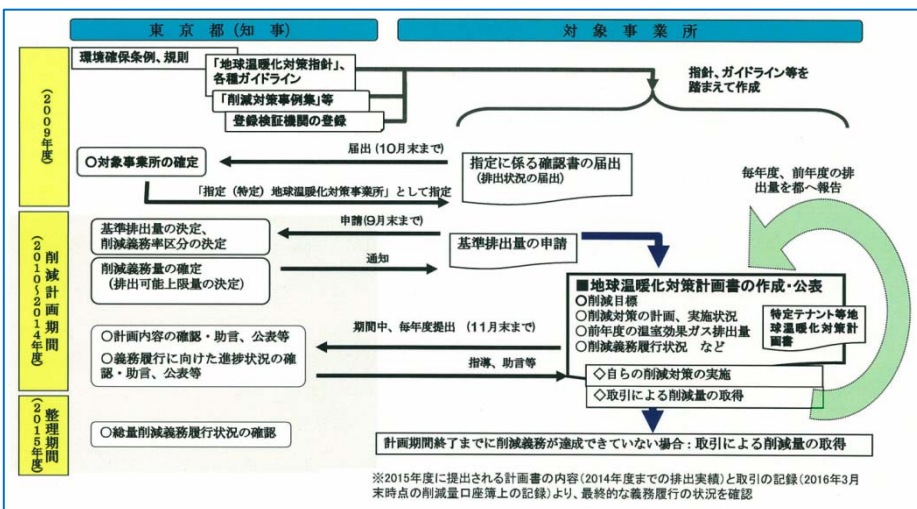 東京都(知事)
対象事業所
(2009年度)
環境確保条例、規則
「地球温暖化対策指針」、
各種ガイドライン
「削減対策事例集」等
登録検証機関の登録
指針、ガイドライン等を
踏まえて作成
届出(10月末まで)
○対象事業所の確定
指定に係る確認書の届出
(排出状況の届出)
「指定(特定)地球温暖化対策事業所」として指定
毎年度、前年度の排
出量を都へ報告
削減計画期間
(2010~2014年度)
基準排出量の決定、
削減義務率区分の決定
申請(9月末まで)
基準排出量の申請
削減義務量の確定
(排出可能上限量の決定)
通知
■地球温暖化対策計画書の作成・公表
○削減目標
○削減対策の計画、実施状況
○前年度の温室効果ガス排出量
○削減義務履行状況 など
特定テナント等地
球温暖化対策計
画書
○計画内容の確認・助言、公表等
○義務履行に向けた進捗状況の確
認・助言、公表等
期間中、毎年度提出 (11月末まで)
指導、助言等
◇自らの削減対策の実施
◇取引による削減量の取得
整理期間
(2015年度)
○総量削減義務履行状況の確認
計画期間終了までに削減義務が達成できていない場合:取引による削減量の取得
※2015年度に提出される計画書の内容(2014年度までの排出実績)と取引の記録(2016年3月
末時点の削減量口座簿上の記録)より、最終的な義務履行の状況を確認